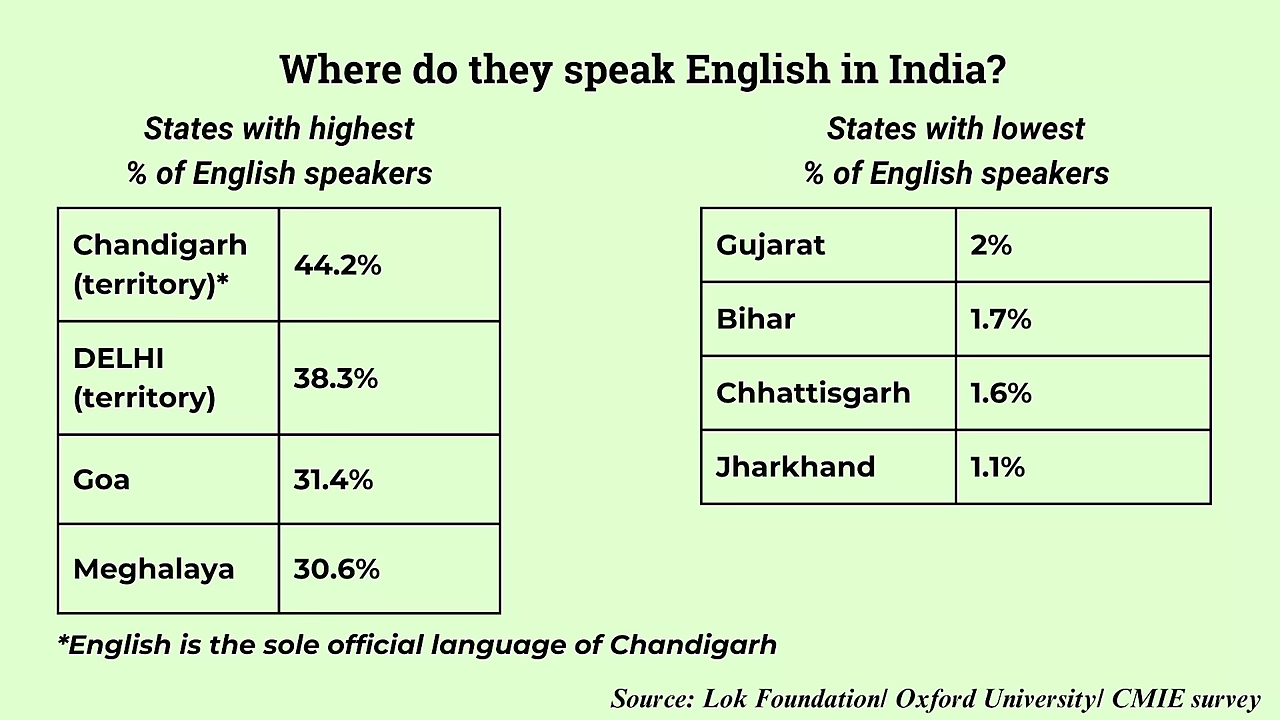 Where do they speak English in India?
States with highest
% of English speakers
Chandigarh
(territory)*
44.2%
DELHI
(territory)
38.3%
Goa
31.4%
Meghalaya
30.6%
States with lowest
% of English speakers
Gujarat
2%
Bihar
1.7%
Chhattisgarh
1.6%
Jharkhand
1.1%
*English is the sole official language of Chandigarh
Source: Lok Foundation/ Oxford University/ CMIE survey